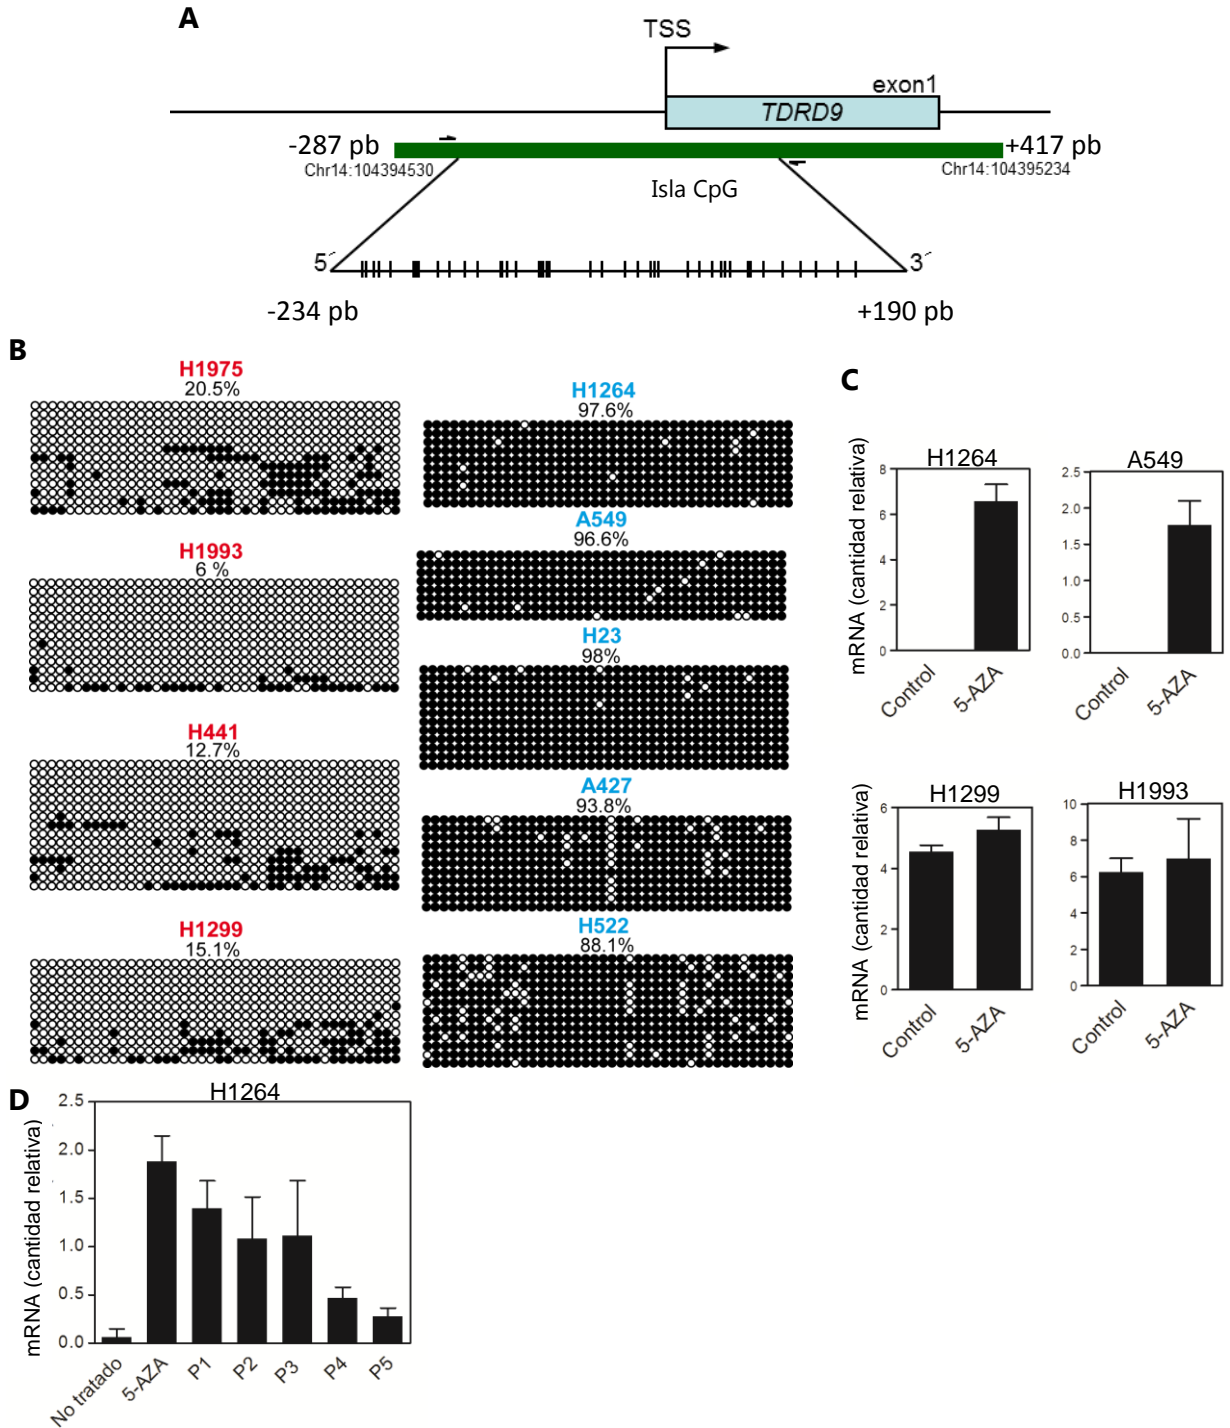 A
TSS
exon1
TDRD9
-287 pb
+417 pb
Chr14:104394530
Chr14:104395234
Isla CpG
5´
3´
-234 pb
+190 pb
B
H1975
20.5%
H1993
6 %
H441
12.7%
H1299
15.1%
H1264
97.6%
A549
96.6%
H23
98%
A427
93.8%
H522
88.1%
C
mRNA (cantidad relativa)
H1264
8
6
4
2
0
Control
5-AZA
A549
2.5
2.0
1.5
1.0
0.5
0.0
Control
5-AZA
mRNA (cantidad relativa)
H1299
6
4
2
0
Control
5-AZA
H1993
10
8
6
4
2
0
Control
5-AZA
D
H1264
mRNA (cantidad relativa)
2.5
2.0
1.5
1.0
0.5
0.0
No tratado
5-AZA
P1
P2
P3
P4
P5